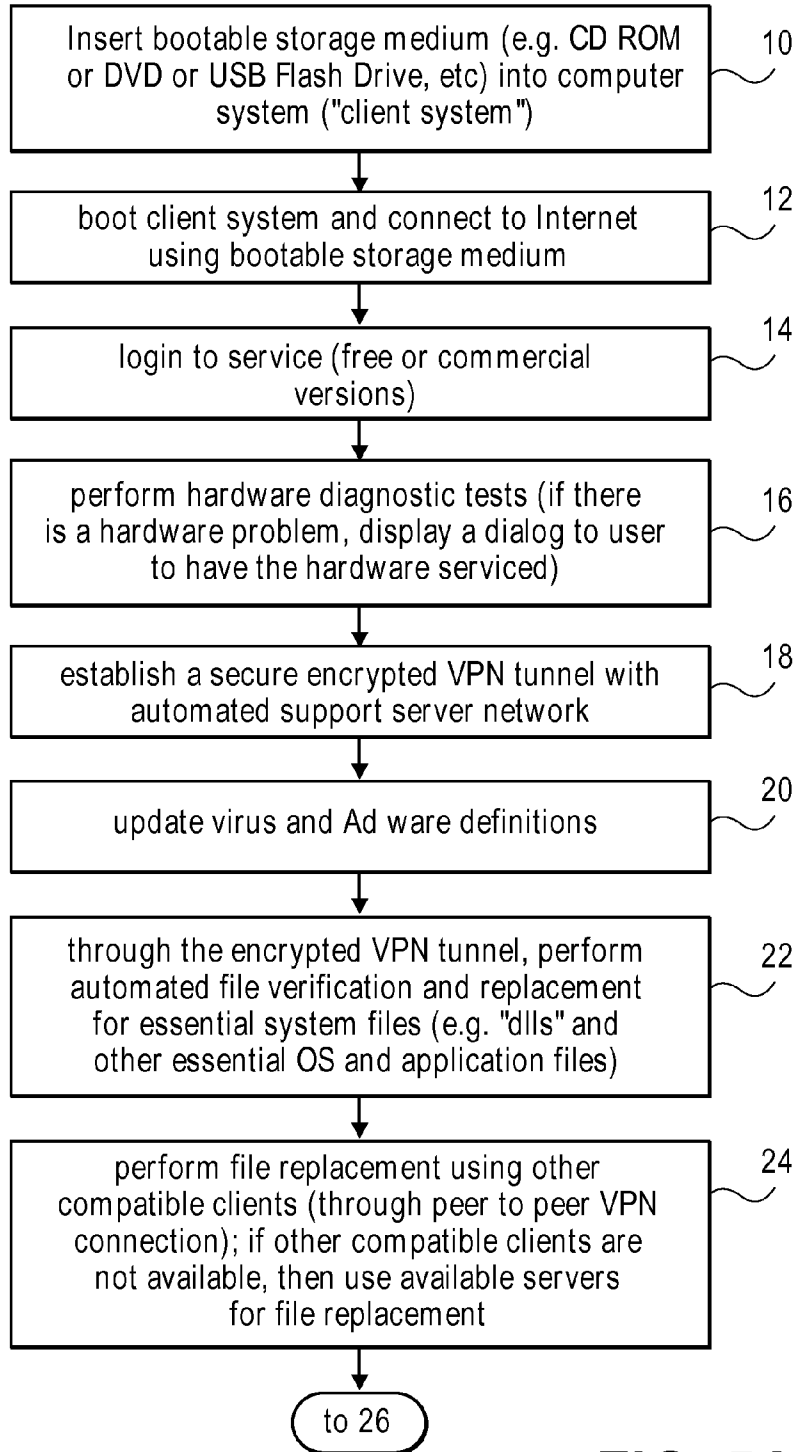 Insert bootable storage medium (e.g. CD ROM
or DVD or USB Flash Drive, etc) into computer
system ("client system")
10
boot client system and connect to Internet
using bootable storage medium
12
login to service (free or commercial
versions)
14
perform hardware diagnostic tests (if there
is a hardware problem, display a dialog to user
to have the hardware serviced)
16
establish a secure encrypted VPN tunnel with
automated support server network
18
update virus and Ad ware definitions
20
through the encrypted VPN tunnel, perform
automated file verification and replacement
for essential system files (e.g. "dlls" and
other essential OS and application files)
22
perform file replacement using other
compatible clients (through peer to peer VPN
connection); if other compatible clients are
not available, then use available servers
for file replacement
24
to 26